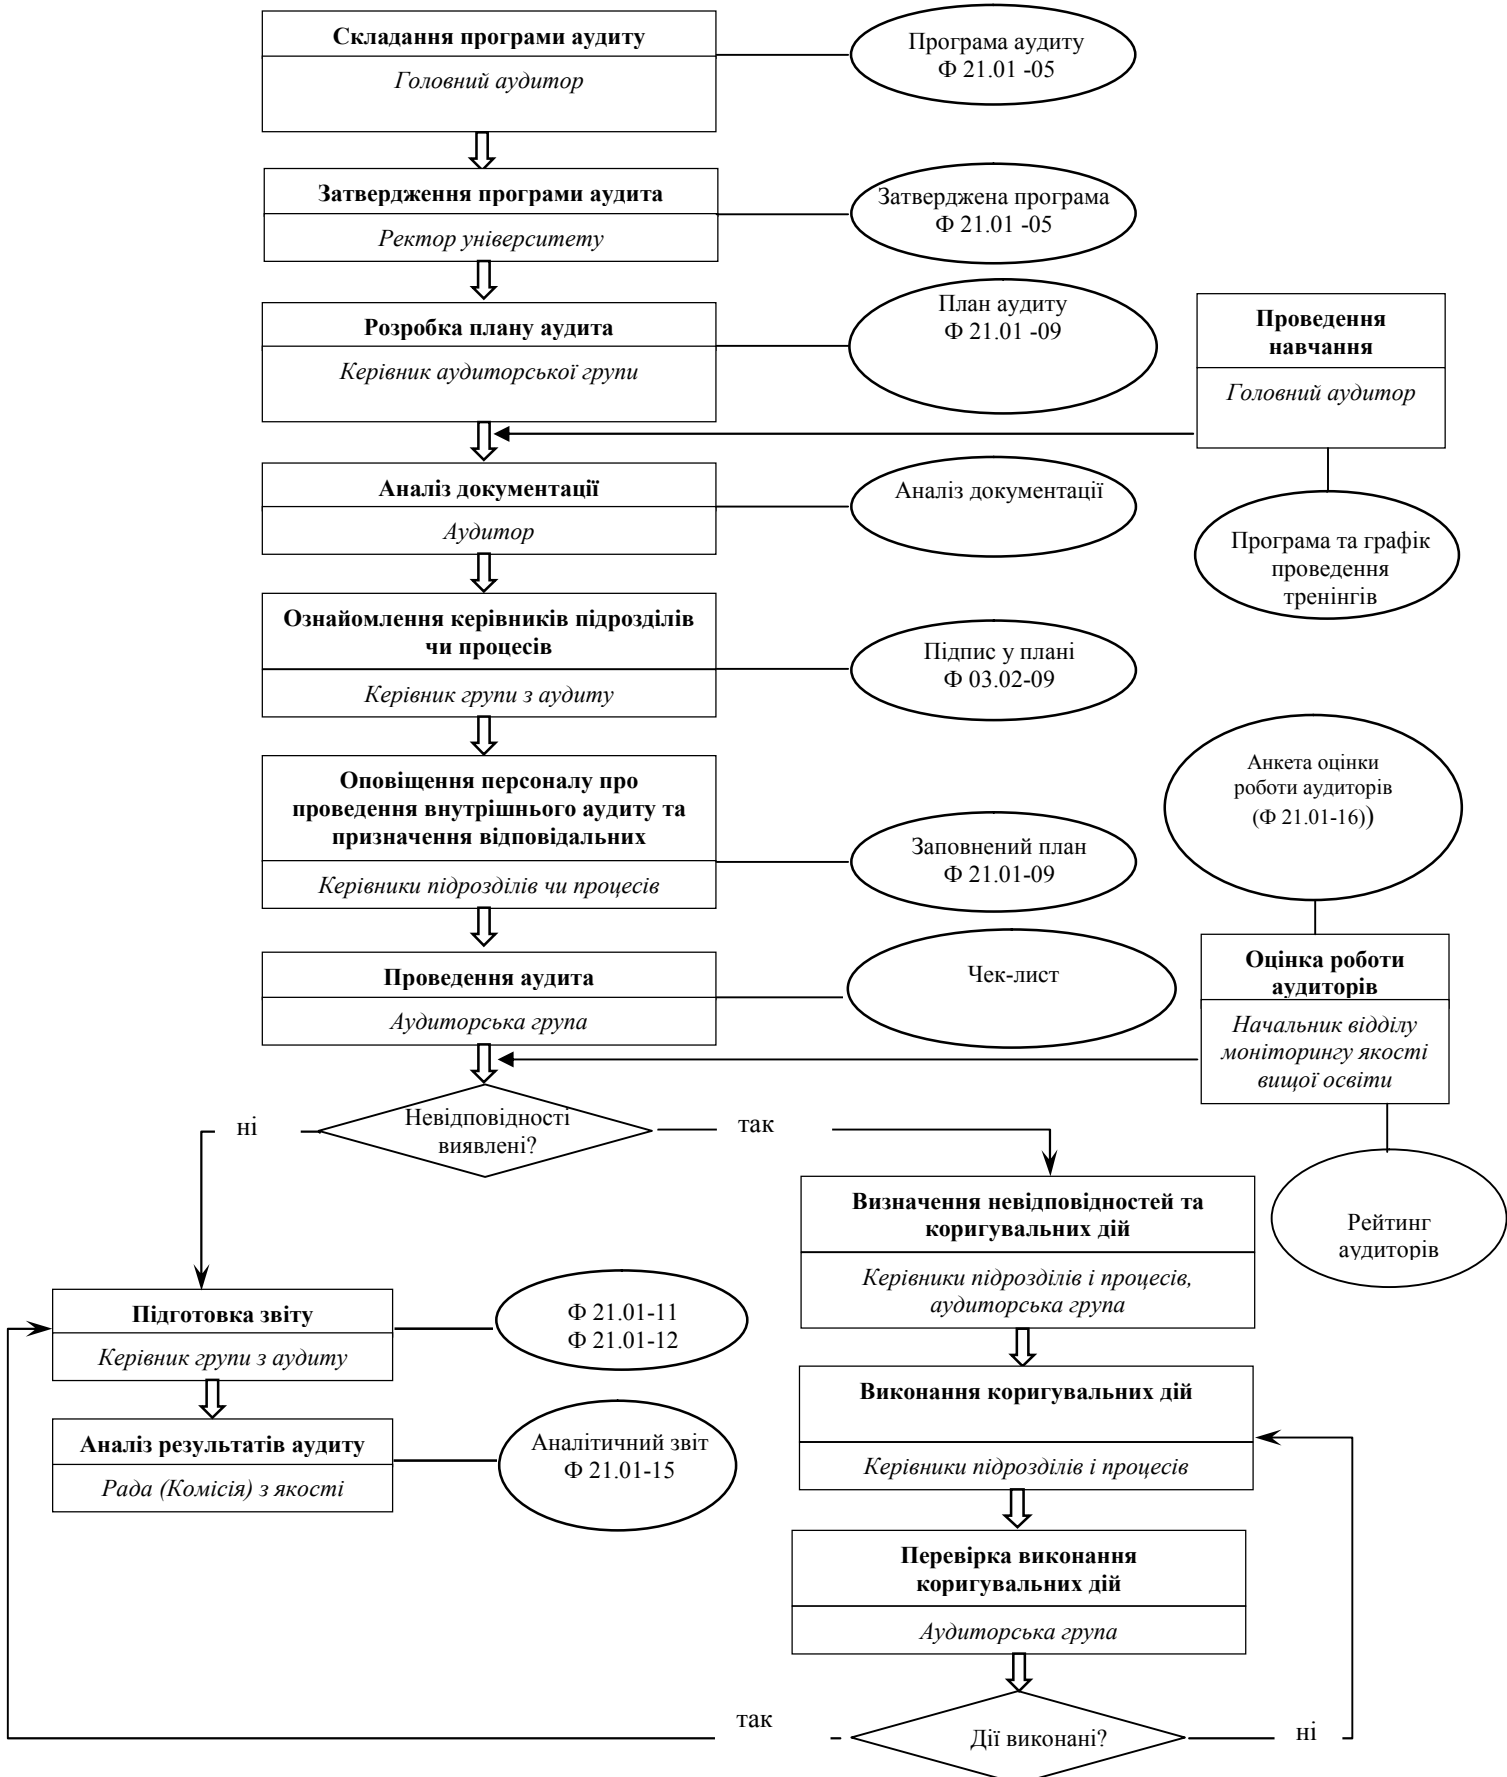 Складання програми аудиту
Головний аудитор
Програма аудиту
Ф 21.01 -05
Затвердження програми аудита
Ректор університету
Затверджена програма
Ф 21.01 -05
Розробка плану аудита
Керівник аудиторської групи
План аудиту
Ф 21.01 -09
Проведення
навчання
Головний аудитор
Аналіз документації
Аудитор
Аналіз документації
Програма та графік
проведення
тренінгів
Ознайомлення керівників підрозділів
чи процесів
Керівник групи з аудиту
Підпис у плані
Ф 03.02-09
Оповіщення персоналу про
проведення внутрішнього аудиту та
призначення відповідальних
Керівники підрозділів чи процесів
Заповнений план
Ф 21.01-09
Анкета оцінки
роботи аудиторів
(Ф 21.01-16))
Проведення аудита
Аудиторська група
Чек-лист
Оцінка роботи
аудиторів
Начальник відділу
моніторингу якості
вищої освіти
Невідповідності
виявлені?
ні
так
Рейтинг
аудиторів
Визначення невідповідностей та
коригувальних дій
Керівники підрозділів і процесів,
аудиторська група
Підготовка звіту
Керівник групи з аудиту
Ф 21.01-11
Ф 21.01-12
Виконання коригувальних дій
Керівники підрозділів і процесів
Аналіз результатів аудиту
Рада (Комісія) з якості
Аналітичний звіт
Ф 21.01-15
Перевірка виконання
коригувальних дій
Аудиторська група
Дії виконані?
так
ні